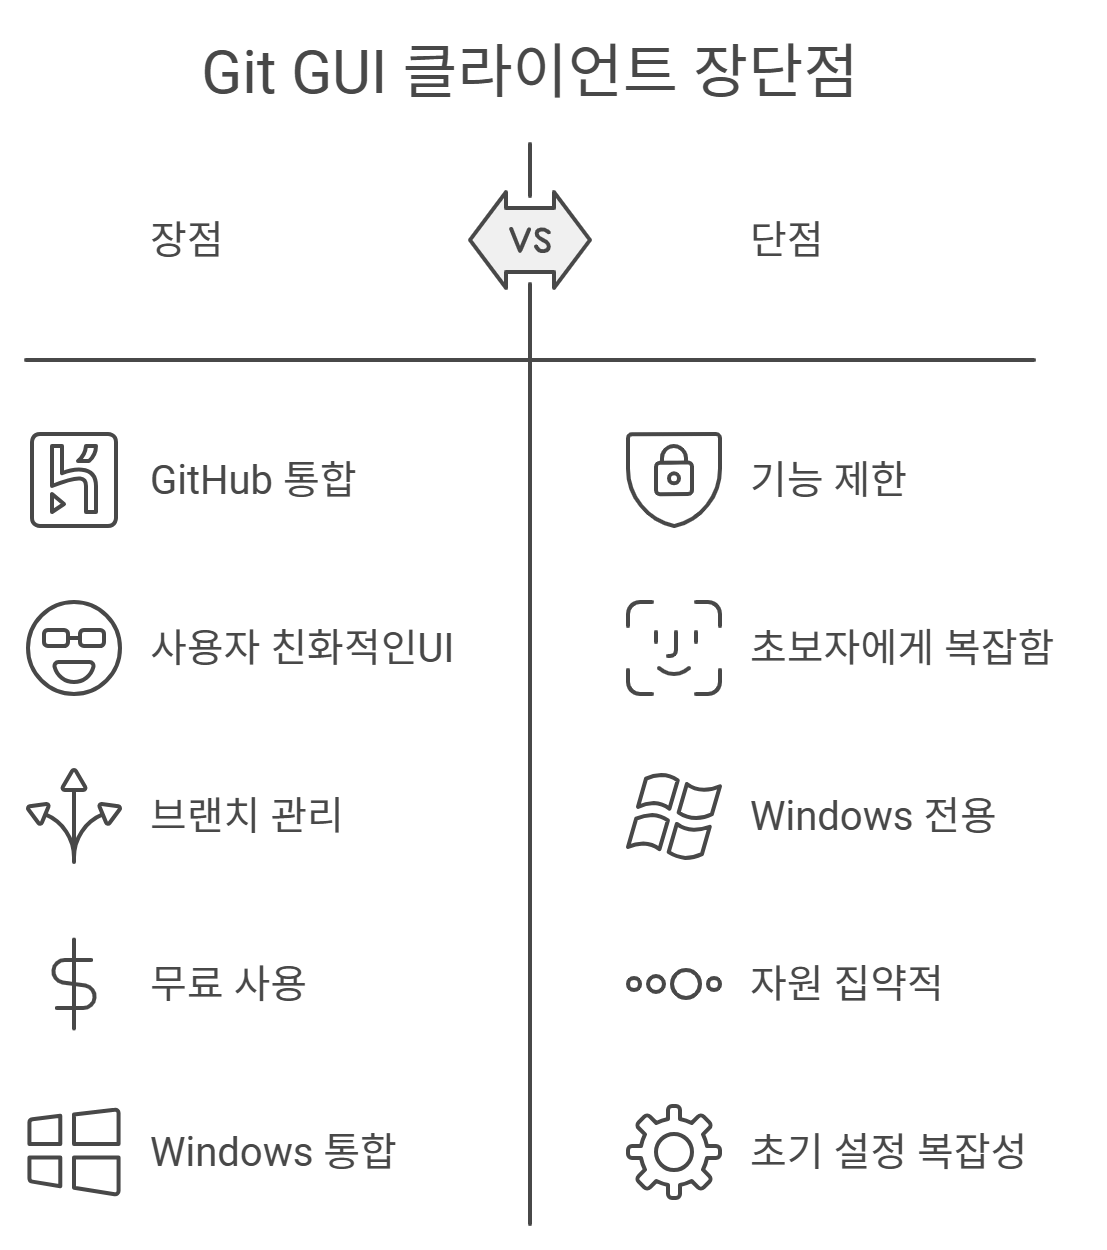 Git GUI 클라이언트 장단점
장점
VS
단점
GitHub 통합
기능 제한
사용자 친화적인UI
초보자에게 복잡함
브랜치 관리
Windows 전용
무료 사용
자원 집약적
Windows 통합
초기 설정 복잡성